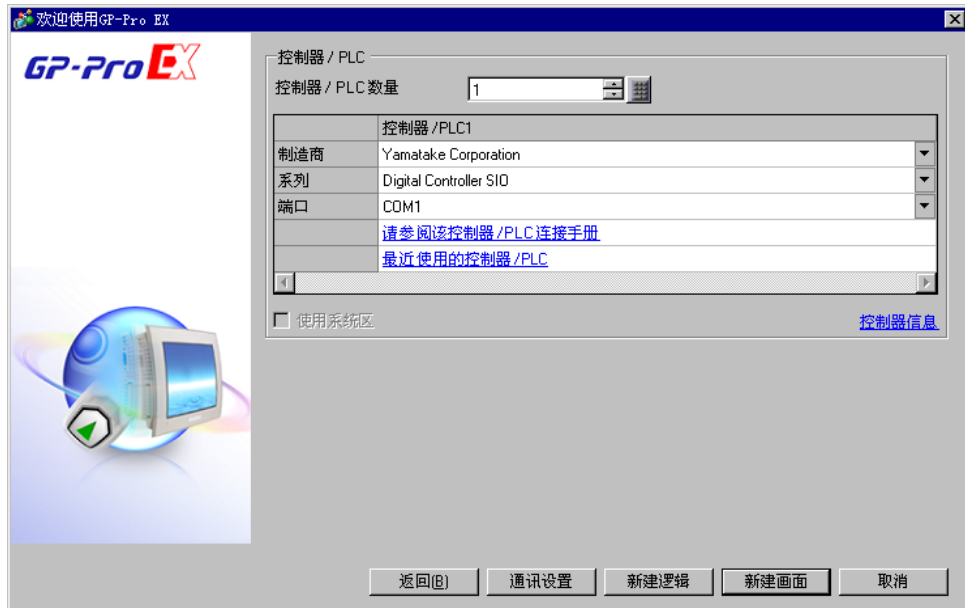 欢迎使用GP-Pro EX
GP-Pro EX
控制器/PLC
控制器/PLC数量 1
控制器/PLC1
制造商 Yamatake Corporation
系列 Digital Controller SIO
端口 COM1
请参阅该控制器/PLC连接手册
最近使用的控制器/PLC
使用系统区 控制器信息
返回(B) 通讯设置 新建逻辑 新建画面 取消